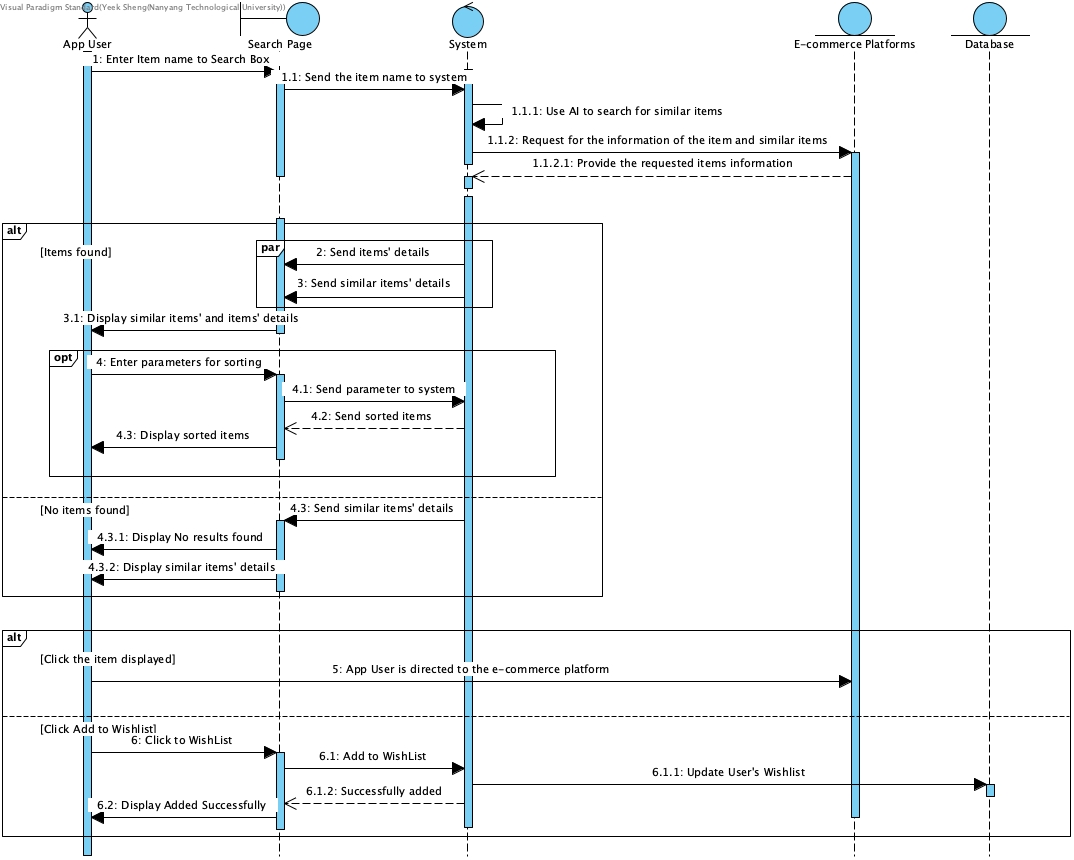 Visual Paradigm Standard(Yeek Sheng(Nanyang Technological University))
App User
Search Page
System
E-commerce Platforms
Database
1: Enter Item name to Search Box
1.1: Send the item name to system
1.1.1: Use AI to search for similar items
1.1.2: Request for the information of the item and similar items
1.1.2.1: Provide the requested items information
alt
[Items found]
par
2: Send items' details
3: Send similar items' details
3.1: Display similar items' and items' details
opt
4: Enter parameters for sorting
4.1: Send parameter to system
4.2: Send sorted items
4.3: Display sorted items
[No items found]
4.3: Send similar items' details
4.3.1: Display No results found
4.3.2: Display similar items' details
alt
[Click the item displayed]
5: App User is directed to the e-commerce platform
[Click Add to Wishlist]
6: Click to WishList
6.1: Add to WishList
6.1.1: Update User's Wishlist
6.1.2: Successfully added
6.2: Display Added Successfully